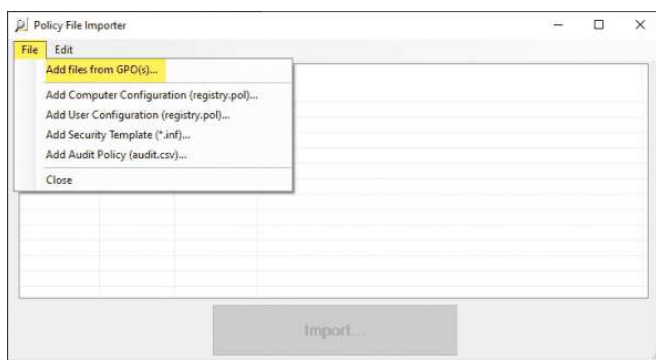 Policy File Importer
File Edit
Add files from GPO(s)...
Add Computer Configuration (registry.pol)...
Add User Configuration (registry.pol)...
Add Security Template (*.inf)...
Add Audit Policy (audit.csv)...
Close
Import...